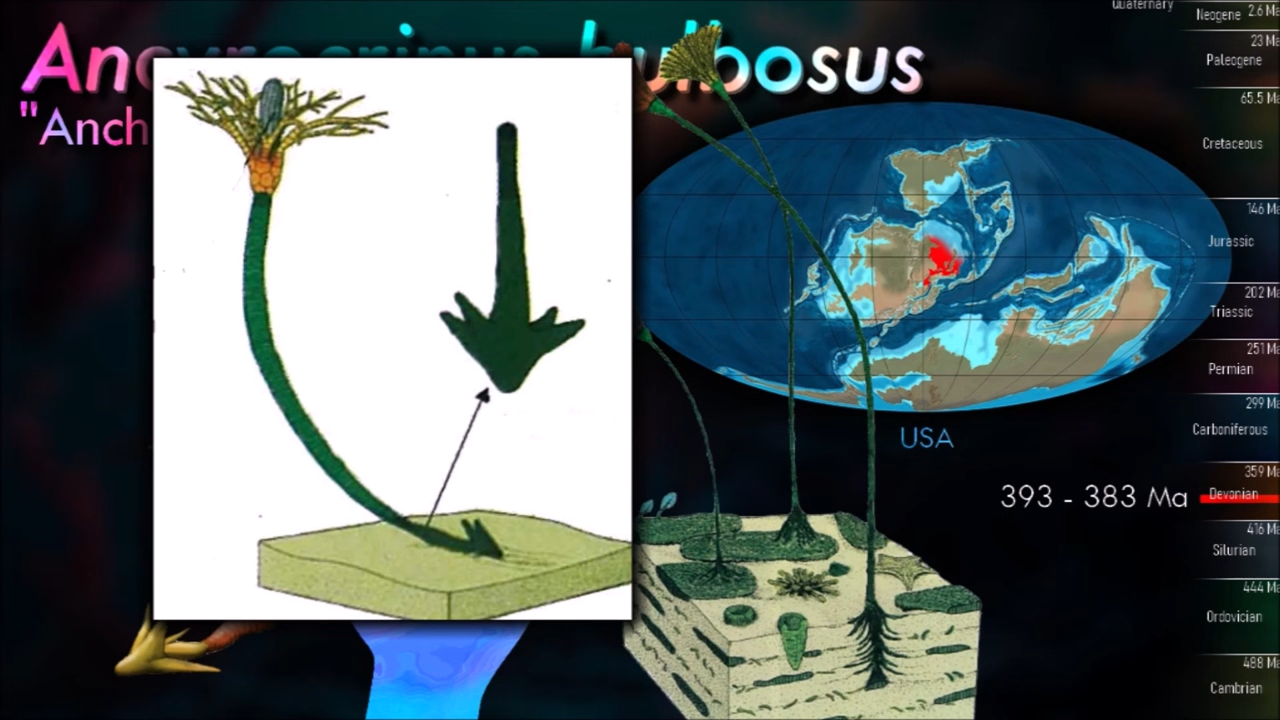 Ancyrocrinus bulbosus
"Anch
USA
393 - 383 Ma
Quaternary
2.6 Ma
Neogene
23 Ma
Paleogene
65.5 Ma
Cretaceous
146 Ma
Jurassic
202 Ma
Triassic
251 Ma
Permian
299 Ma
Carboniferous
359 Ma
Devonian
416 Ma
Silurian
444 Ma
Ordovician
488 Ma
Cambrian